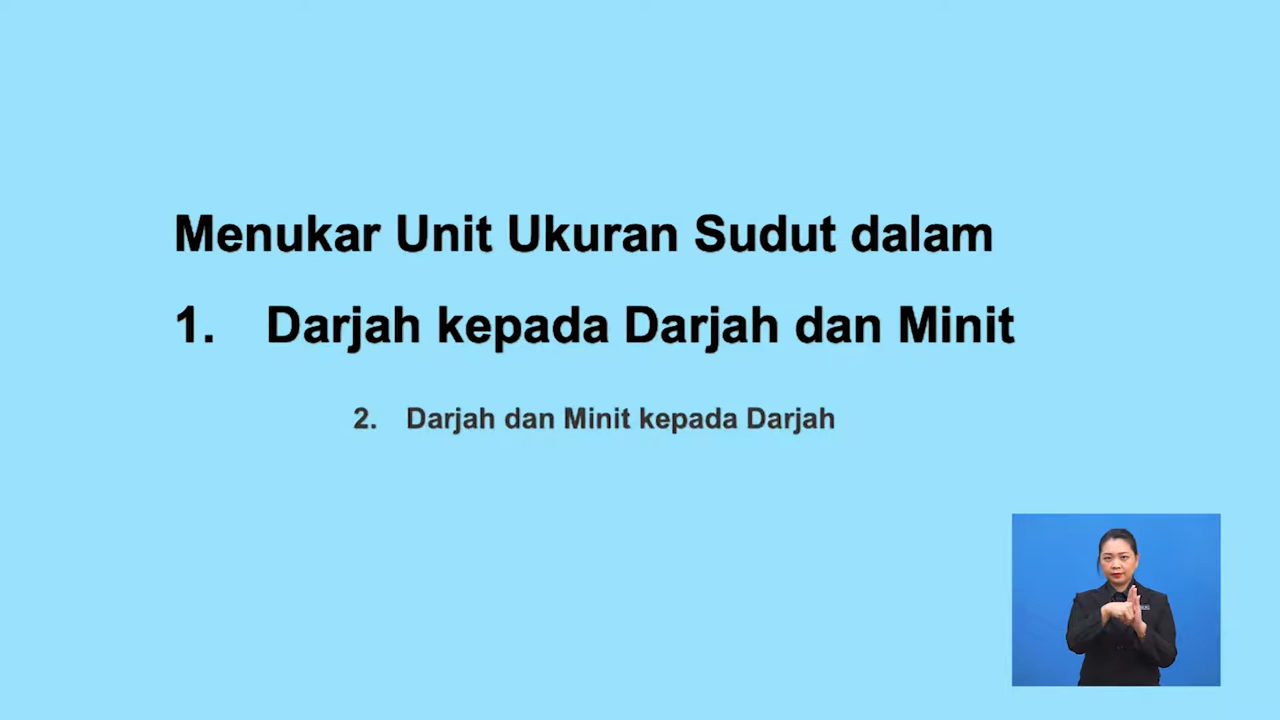 Menukar Unit Ukuran Sudut dalam
1. Darjah kepada Darjah dan Minit
2. Darjah dan Minit kepada Darjah